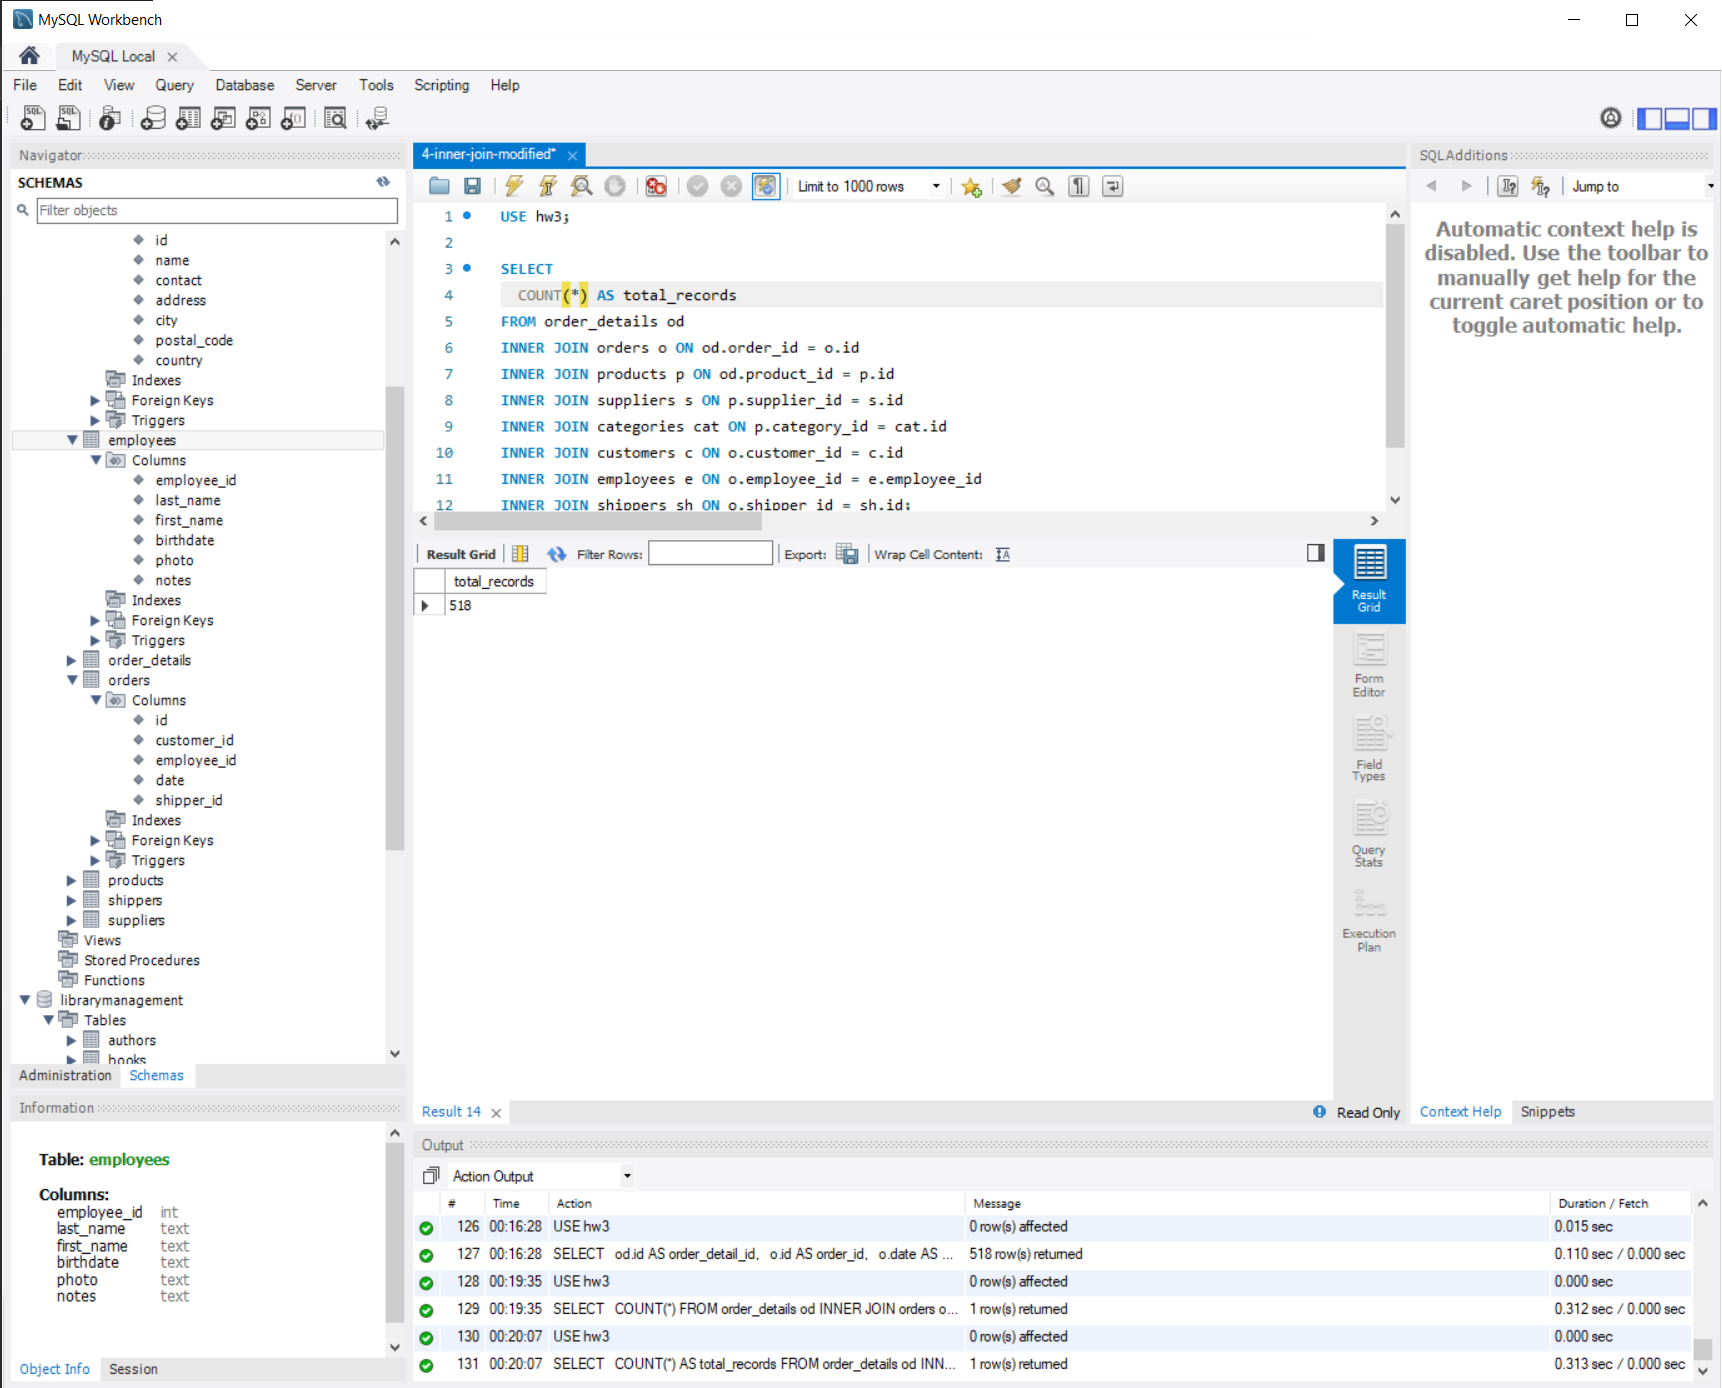 MySQL Workbench
MySQL Local
File Edit View Query Database Server Tools Scripting Help
Navigator
SCHEMAS
Filter objects
id
name
contact
address
city
postal_code
country
Indexes
Foreign Keys
Triggers
employees
Columns
employee_id
last_name
first_name
birthdate
photo
notes
Indexes
Foreign Keys
Triggers
order_details
orders
Columns
id
customer_id
employee_id
date
shipper_id
Indexes
Foreign Keys
Triggers
products
shippers
suppliers
Views
Stored Procedures
Functions
librarymanagement
Tables
authors
books
Administration Schemas
Information
Table: employees
Columns:
employee_id int
last_name text
first_name text
birthdate text
photo text
notes text
Object Info Session
4-inner-join-modified*
Limit to 1000 rows
1 USE hw3;
2
3 SELECT
4 COUNT(*) AS total_records
5 FROM order_details od
6 INNER JOIN orders o ON od.order_id = o.id
7 INNER JOIN products p ON od.product_id = p.id
8 INNER JOIN suppliers s ON p.supplier_id = s.id
9 INNER JOIN categories cat ON p.category_id = cat.id
10 INNER JOIN customers c ON o.customer_id = c.id
11 INNER JOIN employees e ON o.employee_id = e.employee_id
12 INNER JOIN shippers sh ON o.shipper_id = sh.id;
Result Grid Filter Rows: Export: Wrap Cell Content:
total_records
518
Result
Grid
Form
Editor
Field
Types
Query
Stats
Execution
Plan
Result 14
Read Only
SQLAdditions
Jump to
Automatic context help is
disabled. Use the toolbar to
manually get help for the
current caret position or to
toggle automatic help.
Context Help Snippets
Output
Action Output
# Time Action Message Duration / Fetch
126 00:16:28 USE hw3 0 row(s) affected 0.015 sec
127 00:16:28 SELECT od.id AS order_detail_id, o.id AS order_id, o.date AS ... 518 row(s) returned 0.110 sec / 0.000 sec
128 00:19:35 USE hw3 0 row(s) affected 0.000 sec
129 00:19:35 SELECT COUNT(*) FROM order_details od INNER JOIN orders o... 1 row(s) returned 0.312 sec / 0.000 sec
130 00:20:07 USE hw3 0 row(s) affected 0.000 sec
131 00:20:07 SELECT COUNT(*) AS total_records FROM order_details od INN... 1 row(s) returned 0.313 sec / 0.000 sec